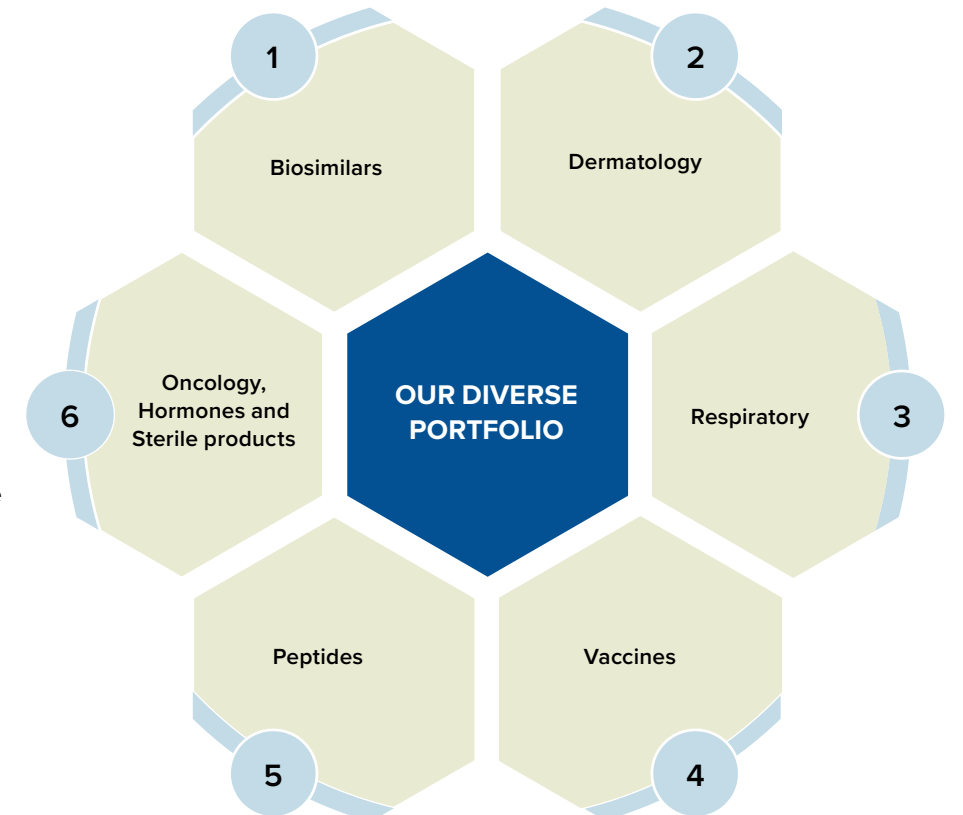 1
Biosimilars
2
Dermatology
OUR DIVERSE
PORTFOLIO
Respiratory
3
Vaccines
4
Peptides
5
Oncology,
Hormones and
Sterile products
6